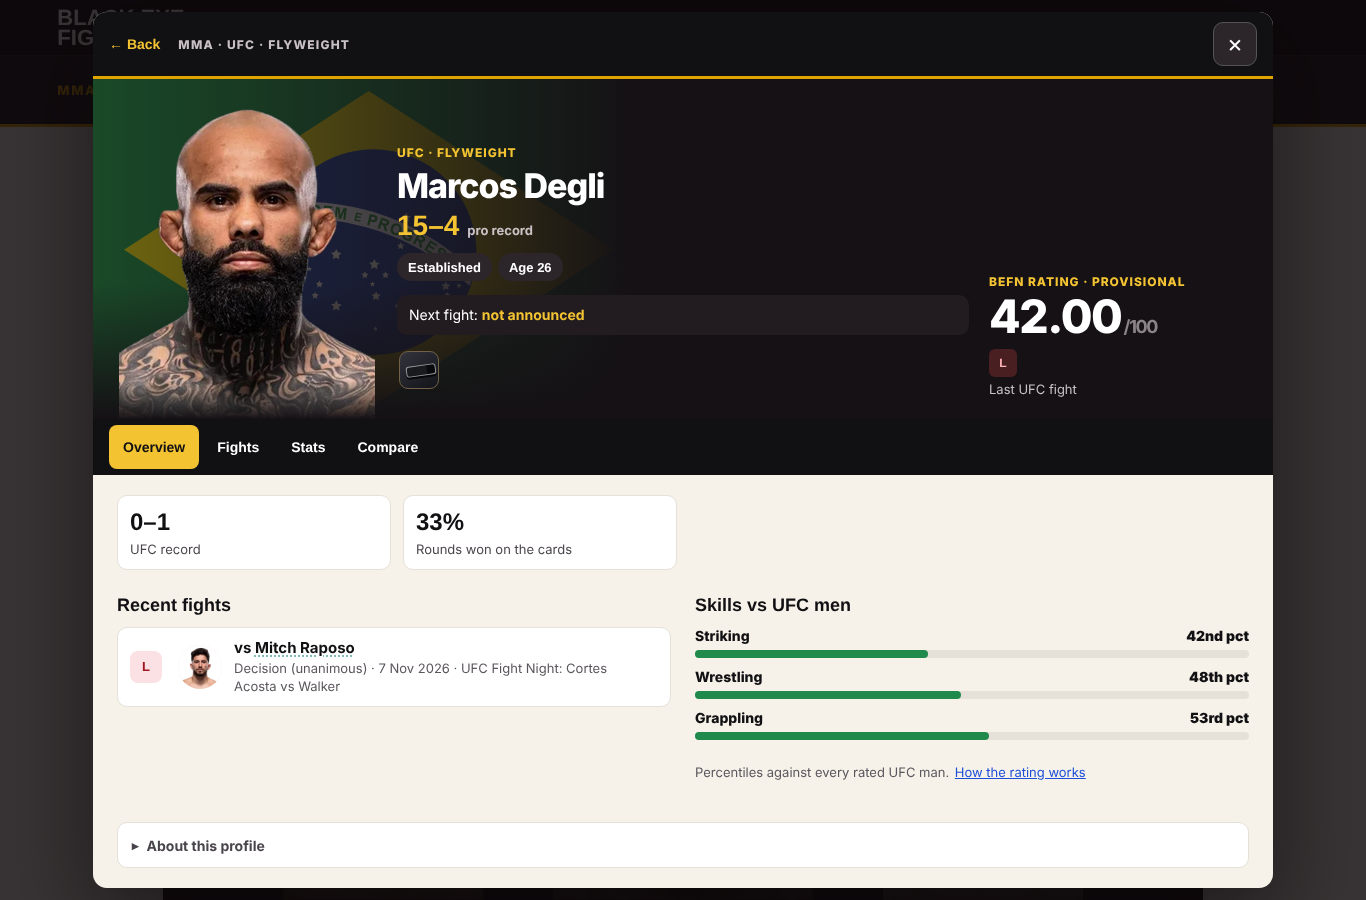 BLACK EYE
FIG
← Back MMA · UFC · FLYWEIGHT ×
MMA
UFC · FLYWEIGHT
Marcos Degli
15–4 pro record
Established Age 26
Next fight: not announced
BEFN RATING · PROVISIONAL
42.00/100
L
Last UFC fight
Overview Fights Stats Compare
0–1
UFC record
33%
Rounds won on the cards
Recent fights
L
vs Mitch Raposo
Decision (unanimous) · 7 Nov 2026 · UFC Fight Night: Cortes
Acosta vs Walker
Skills vs UFC men
Striking 42nd pct
Wrestling 48th pct
Grappling 53rd pct
Percentiles against every rated UFC man. How the rating works
▸ About this profile